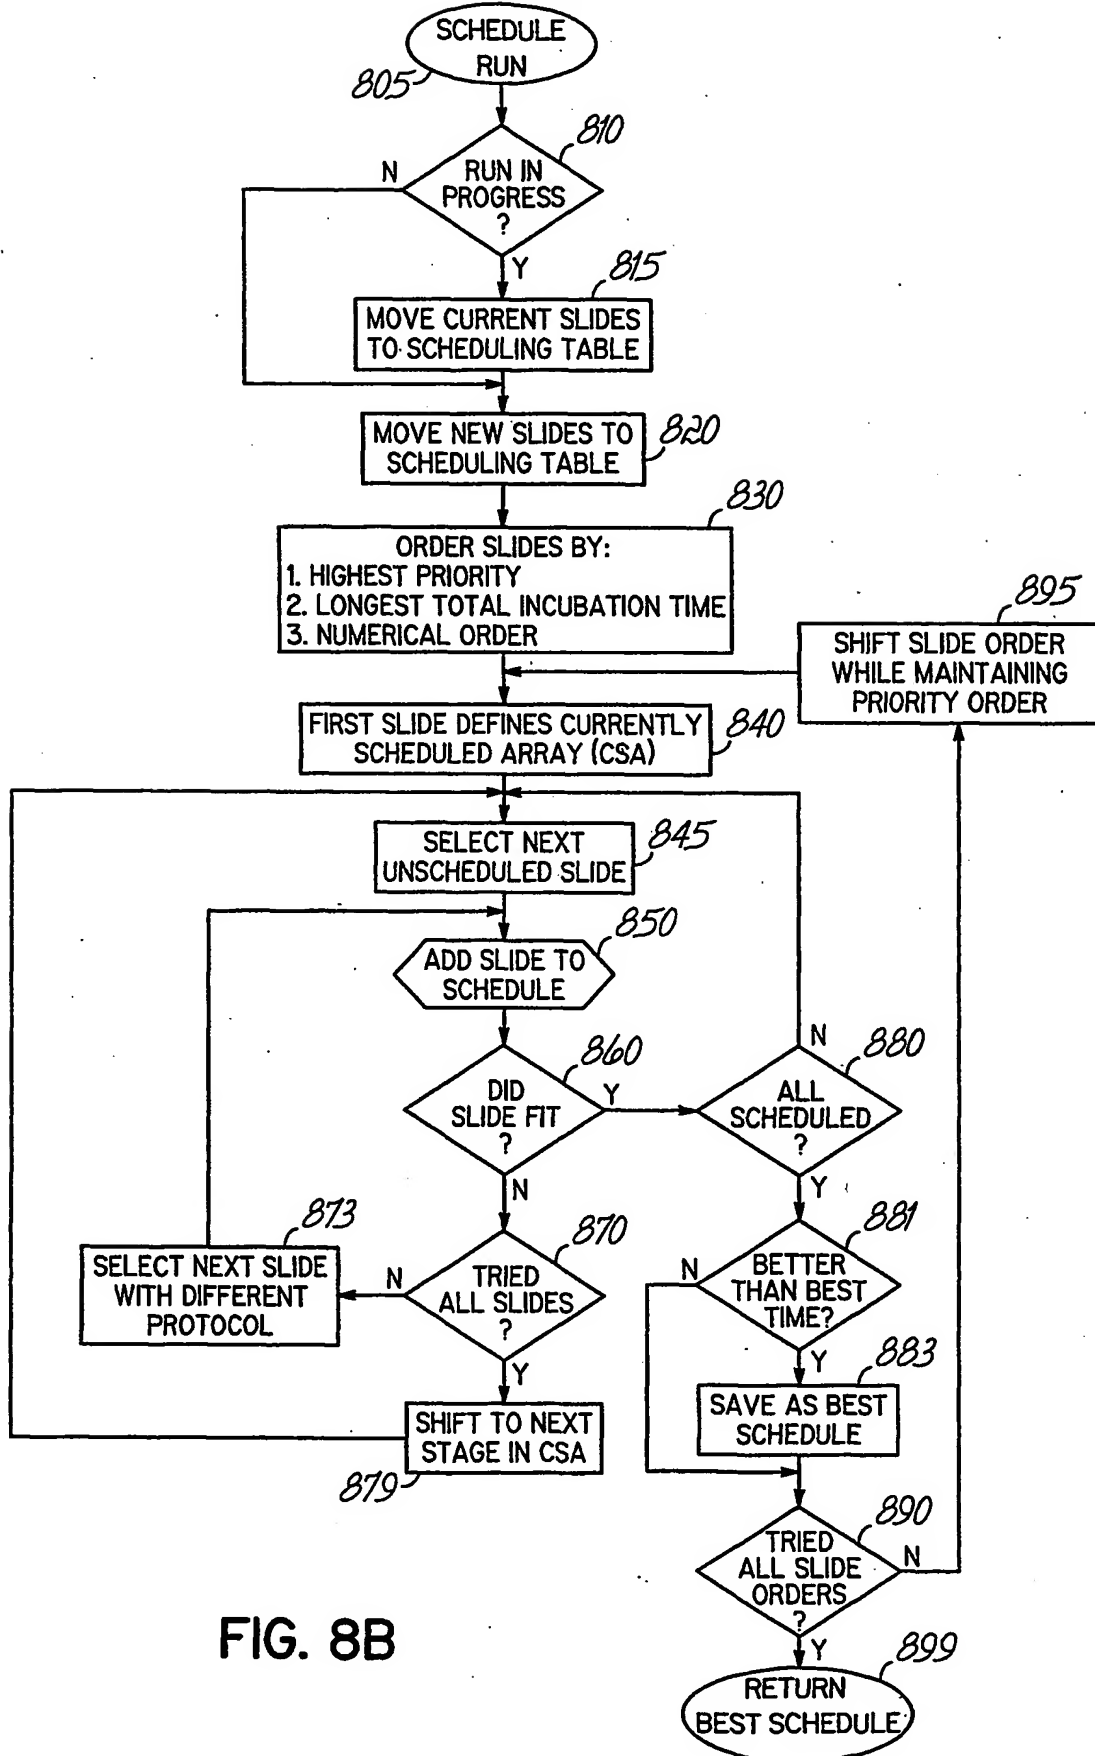 SCHEDULE
RUN
805
810
N
RUN IN
PROGRESS
?
Y
815
MOVE CURRENT SLIDES
TO SCHEDULING TABLE
MOVE NEW SLIDES TO
SCHEDULING TABLE
820
830
ORDER SLIDES BY:
1. HIGHEST PRIORITY
2. LONGEST TOTAL INCUBATION TIME
3. NUMERICAL ORDER
895
SHIFT SLIDE ORDER
WHILE MAINTAINING
PRIORITY ORDER
FIRST SLIDE DEFINES CURRENTLY
SCHEDULED ARRAY (CSA)
840
SELECT NEXT
UNSCHEDULED SLIDE
845
ADD SLIDE TO
SCHEDULE
850
860
DID
SLIDE FIT
?
Y
N
N
880
ALL
SCHEDULED
?
Y
873
SELECT NEXT SLIDE
WITH DIFFERENT
PROTOCOL
N
870
TRIED
ALL SLIDES
?
Y
881
N
BETTER
THAN BEST
TIME?
Y
883
SHIFT TO NEXT
STAGE IN CSA
879
SAVE AS BEST
SCHEDULE
890
TRIED
ALL SLIDE
ORDERS
?
N
Y
899
RETURN
BEST SCHEDULE
FIG. 8B